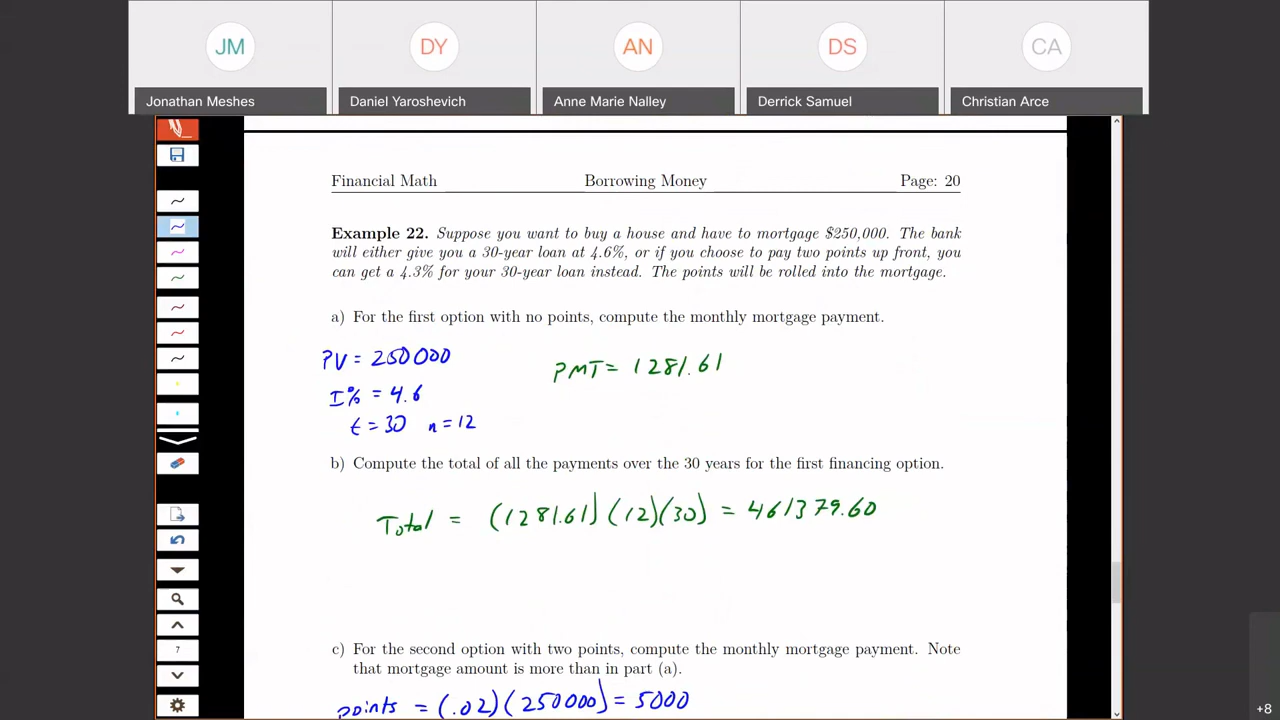 JM DY AN DS CA
Jonathan Meshes Daniel Yaroshevich Anne Marie Nalley Derrick Samuel Christian Arce
Financial Math Borrowing Money Page: 20
Example 22. Suppose you want to buy a house and have to mortgage $250,000. The bank
will either give you a 30-year loan at 4.6%, or if you choose to pay two points up front, you
can get a 4.3% for your 30-year loan instead. The points will be rolled into the mortgage.
a) For the first option with no points, compute the monthly mortgage payment.
PV = 250000 PMT = 1281.61
I% = 4.6
t = 30 n = 12
b) Compute the total of all the payments over the 30 years for the first financing option.
Total = (1281.61)(12)(30) = 461379.60
c) For the second option with two points, compute the monthly mortgage payment. Note
that mortgage amount is more than in part (a).
points = (.02)(250000) = 5000
7
+8